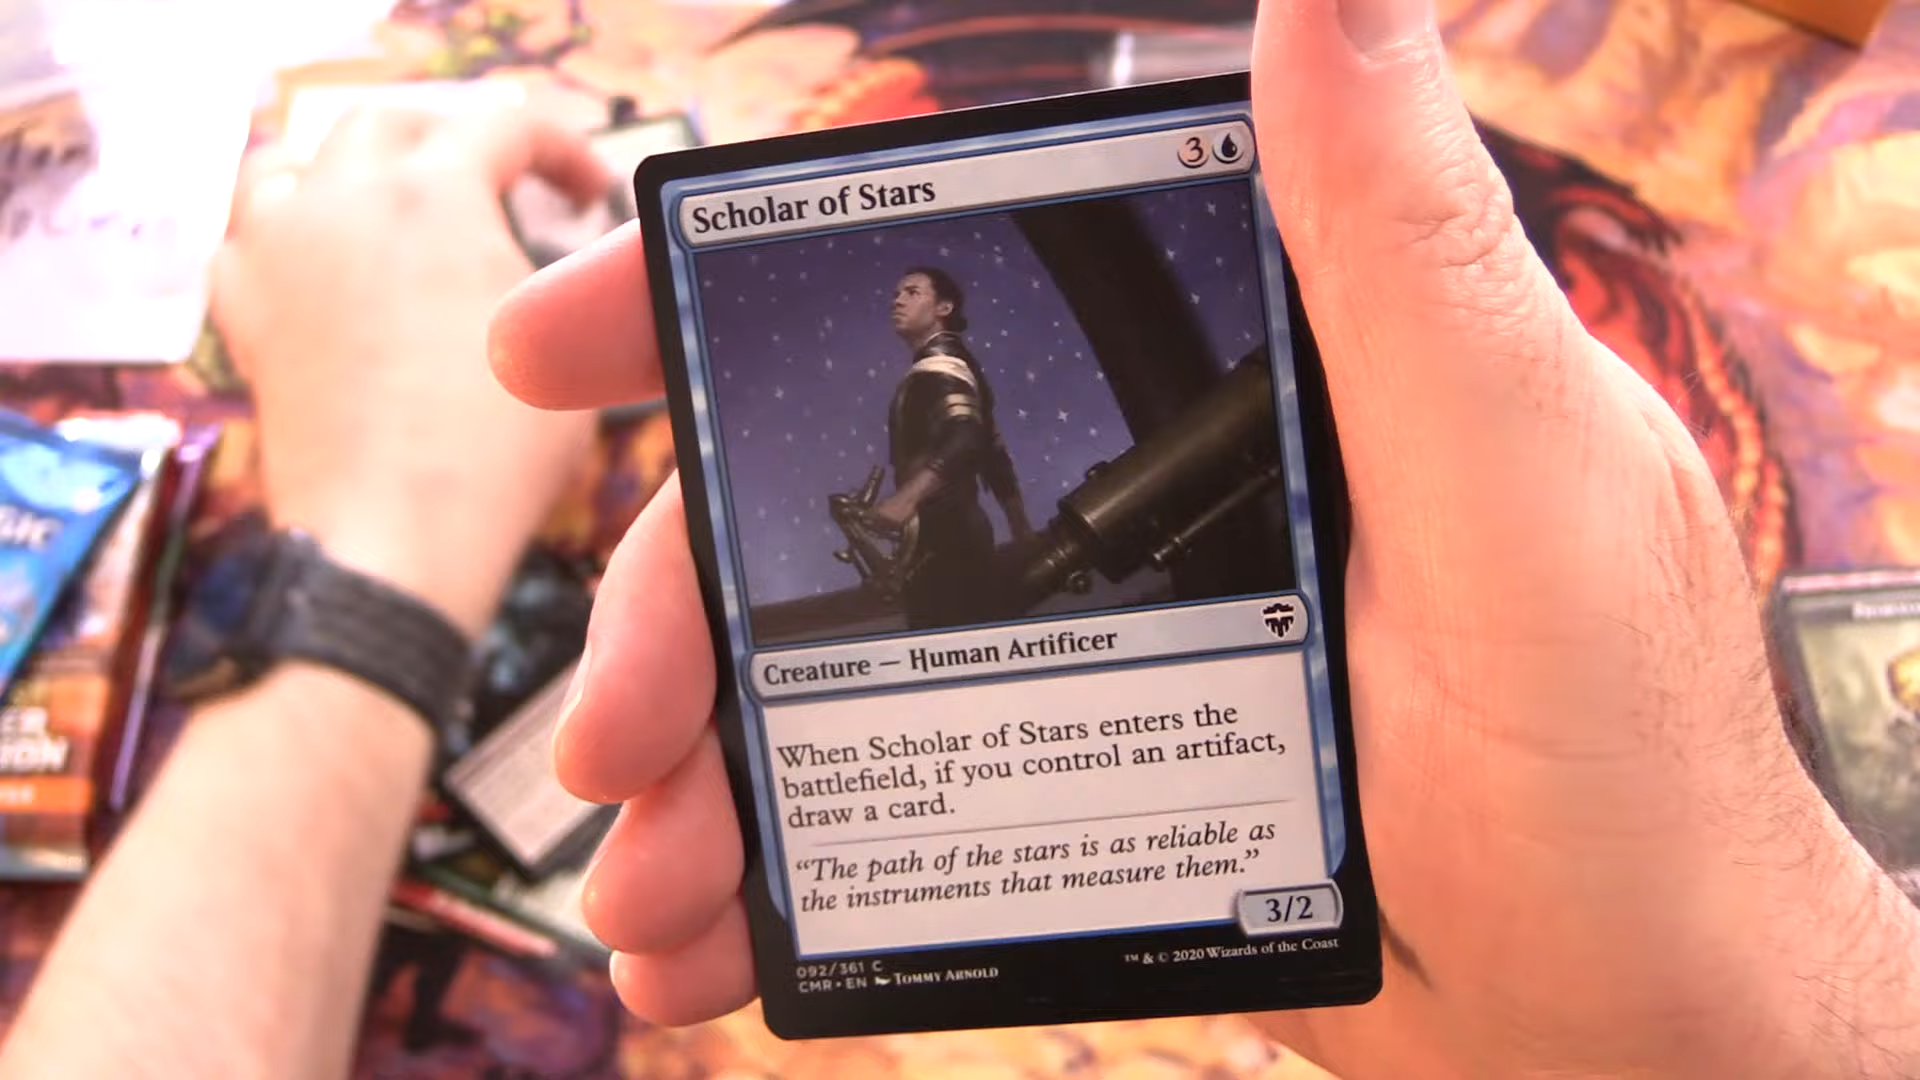 Scholar of Stars
3
Creature — Human Artificer
When Scholar of Stars enters the
battlefield, if you control an artifact,
draw a card.
“The path of the stars is as reliable as
the instruments that measure them.”
3/2
092/361 C
CMR • EN TOMMY ARNOLD
™ & © 2020 Wizards of the Coast